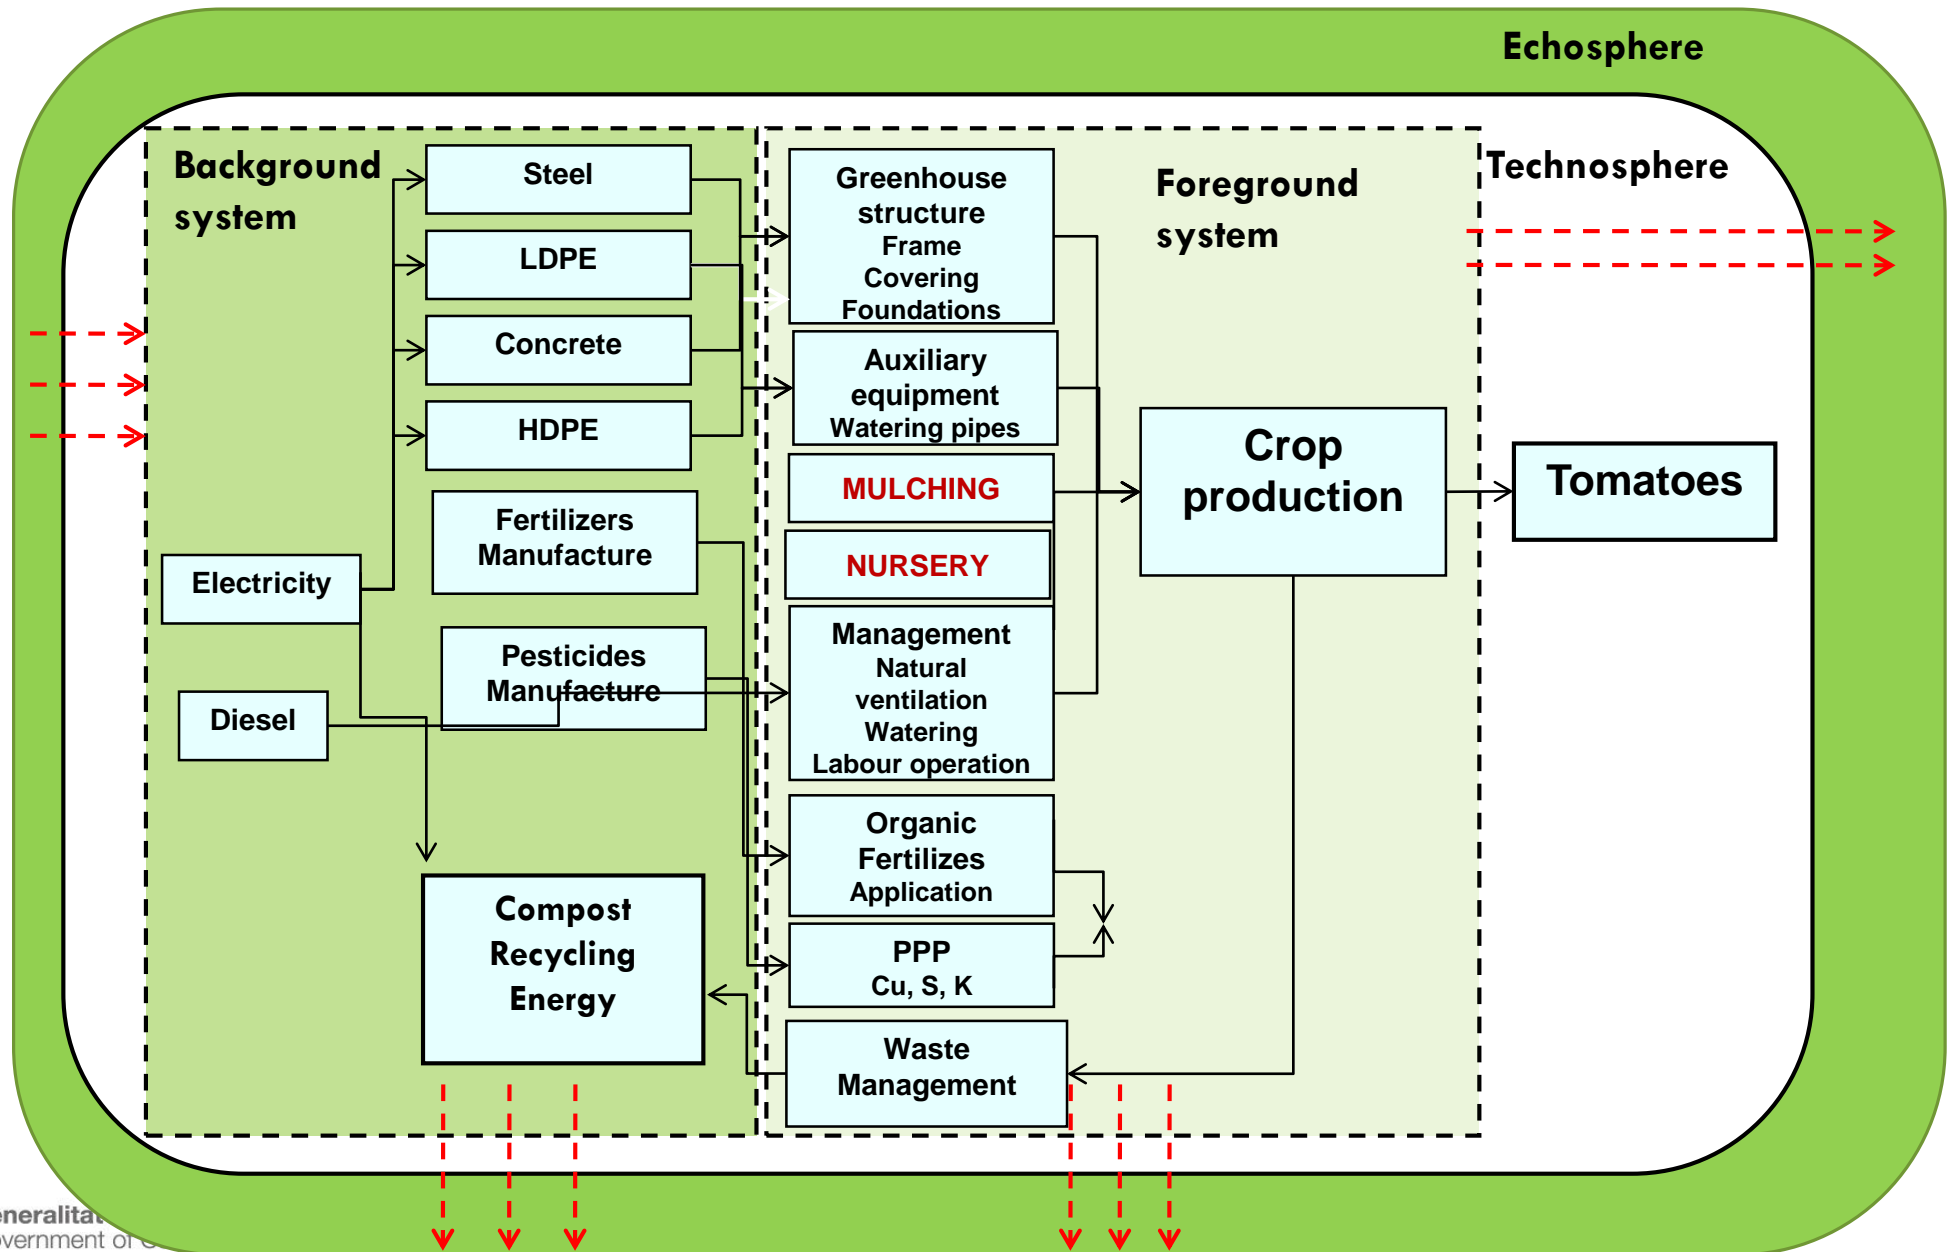 Echosphere
Technosphere
Background
system
Foreground
system
Steel
LDPE
Concrete
HDPE
Fertilizers
Manufacture
Electricity
Pesticides
Manufacture
Diesel
Compost
Recycling
Energy
Greenhouse
structure
Frame
Covering
Foundations
Auxiliary
equipment
Watering pipes
MULCHING
NURSERY
Management
Natural
ventilation
Watering
Labour operation
Organic
Fertilizes
Application
PPP
Cu, S, K
Waste
Management
Crop
production
Tomatoes
of